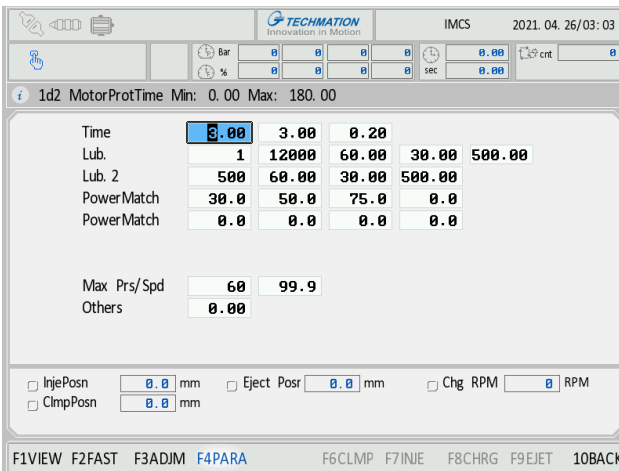 TECHMATION
Innovation in Motion
IMCS
2021. 04. 26/03: 03
Bar 0 0 0 0 0.00 cnt 0
% 0 0 0 0 sec 0.00
i 1d2 MotorProtTime Min: 0. 00 Max: 180. 00
Time 3.00 3.00 0.20
Lub. 1 12000 60.00 30.00 500.00
Lub. 2 500 60.00 30.00 500.00
PowerMatch 30.0 50.0 75.0 0.0
PowerMatch 0.0 0.0 0.0 0.0
Max Prs/Spd 60 99.9
Others 0.00
InjePosn 0.0 mm Eject Posr 0.0 mm Chg RPM 0 RPM
ClmpPosn 0.0 mm
F1VIEW F2FAST F3ADJM F4PARA F6CLMP F7INJE F8CHRG F9EJET 10BACK